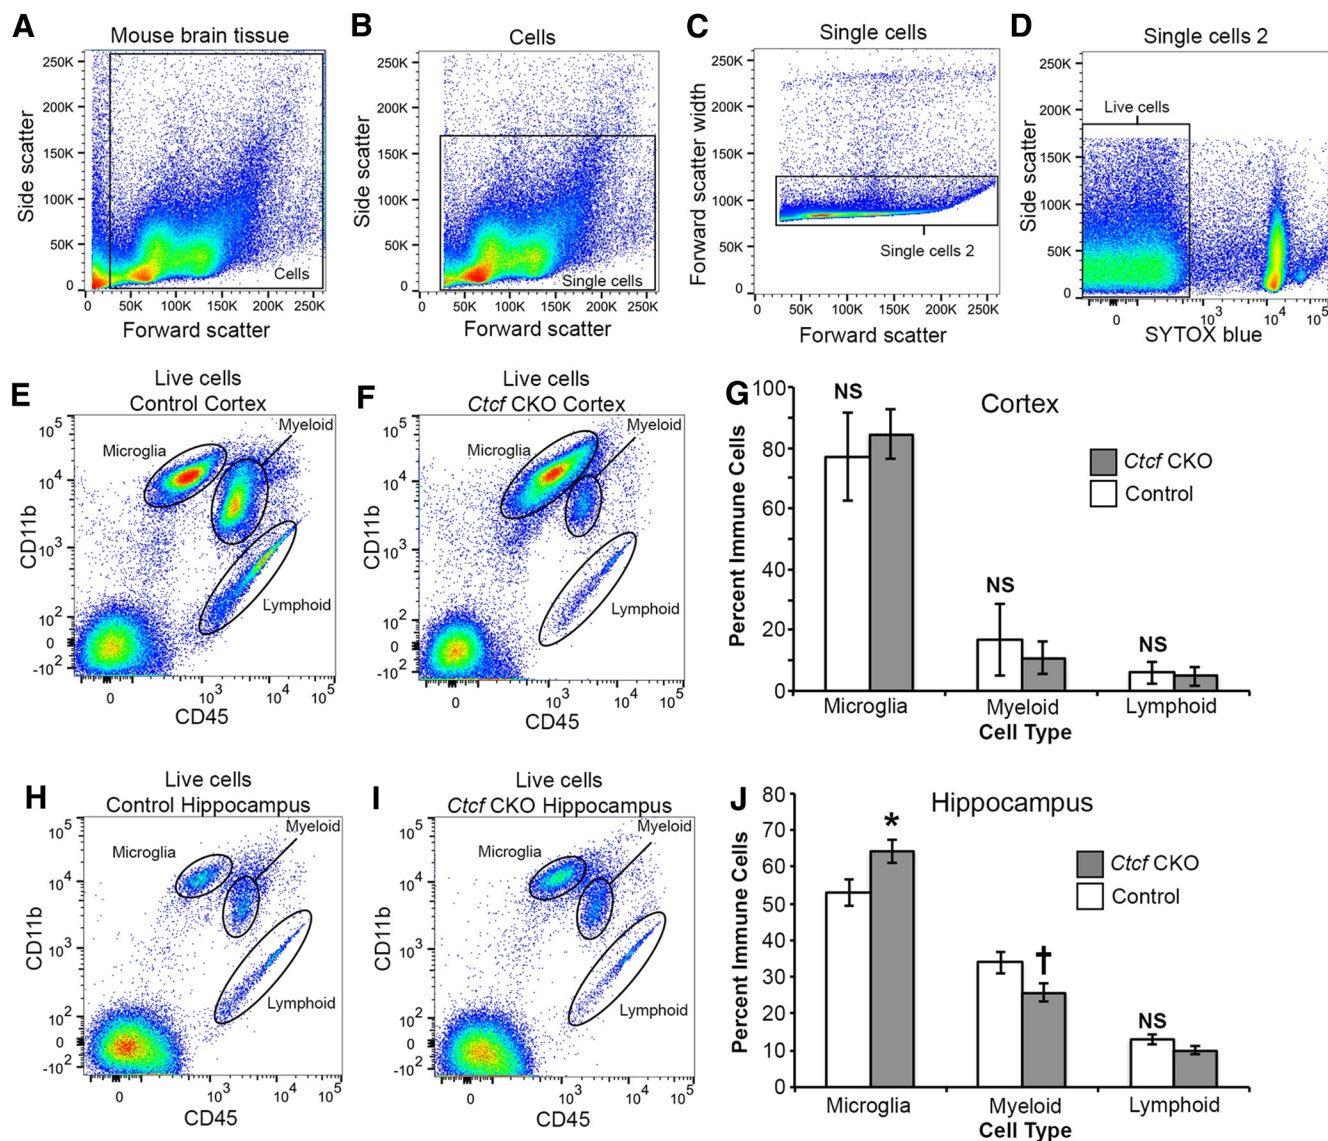 A
Mouse brain tissue
Side scatter
250K
200K
150K
100K
50K
0
Cells
0 50K 100K 150K 200K 250K
Forward scatter
B
Cells
Side scatter
250K
200K
150K
100K
50K
0
Single cells
0 50K 100K 150K 200K 250K
Forward scatter
C
Single cells
Forward scatter width
250K
200K
150K
100K
50K
0
Single cells 2
0 50K 100K 150K 200K 250K
Forward scatter
D
Single cells 2
Side scatter
250K
200K
150K
100K
50K
0
Live cells
0 10³ 10⁴ 10⁵
SYTOX blue
E
Live cells
Control Cortex
Myeloid
Microglia
Lymphoid
CD11b
10⁵
10⁴
10³
10²
0
-10²
0 10³ 10⁴ 10⁵
CD45
F
Live cells
Ctcf CKO Cortex
Myeloid
Microglia
Lymphoid
CD11b
10⁵
10⁴
10³
10²
0
-10²
0 10³ 10⁴ 10⁵
CD45
G
Cortex
Percent Immune Cells
100
80
60
40
20
0
NS
NS
NS
Ctcf CKO
Control
Microglia Myeloid Lymphoid
Cell Type
H
Live cells
Control Hippocampus
Myeloid
Microglia
Lymphoid
CD11b
10⁵
10⁴
10³
10²
0
-10²
0 10³ 10⁴ 10⁵
CD45
I
Live cells
Ctcf CKO Hippocampus
Myeloid
Microglia
Lymphoid
CD11b
10⁵
10⁴
10³
10²
0
-10²
0 10³ 10⁴ 10⁵
CD45
J
Hippocampus
Percent Immune Cells
80
70
60
50
40
30
20
10
0
*
†
NS
Ctcf CKO
Control
Microglia Myeloid Lymphoid
Cell Type